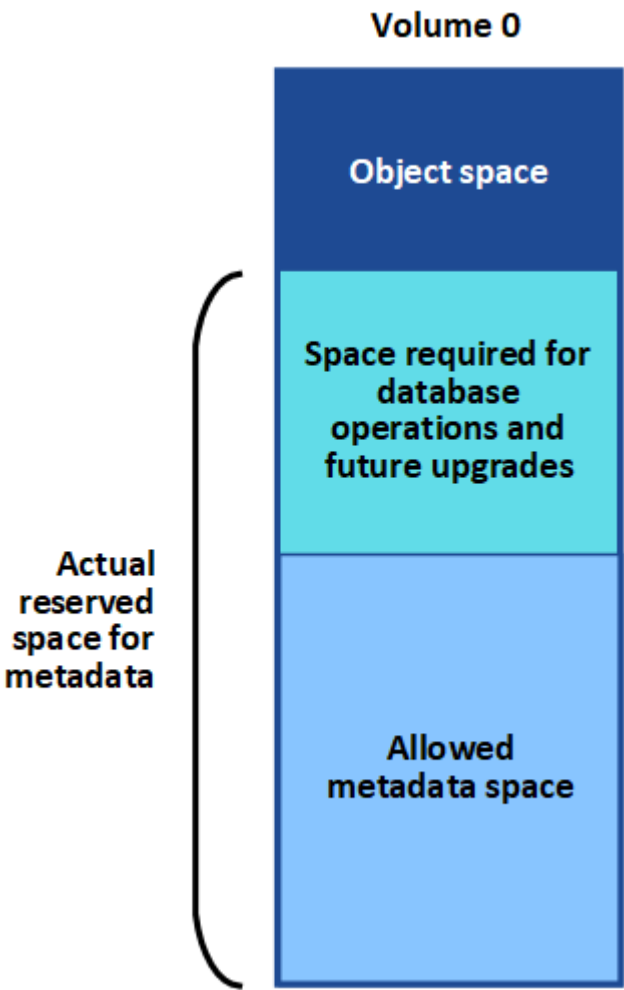 Volume 0
Object space
Space required for
database
operations and
future upgrades
Actual
reserved
space for
metadata
Allowed
metadata space